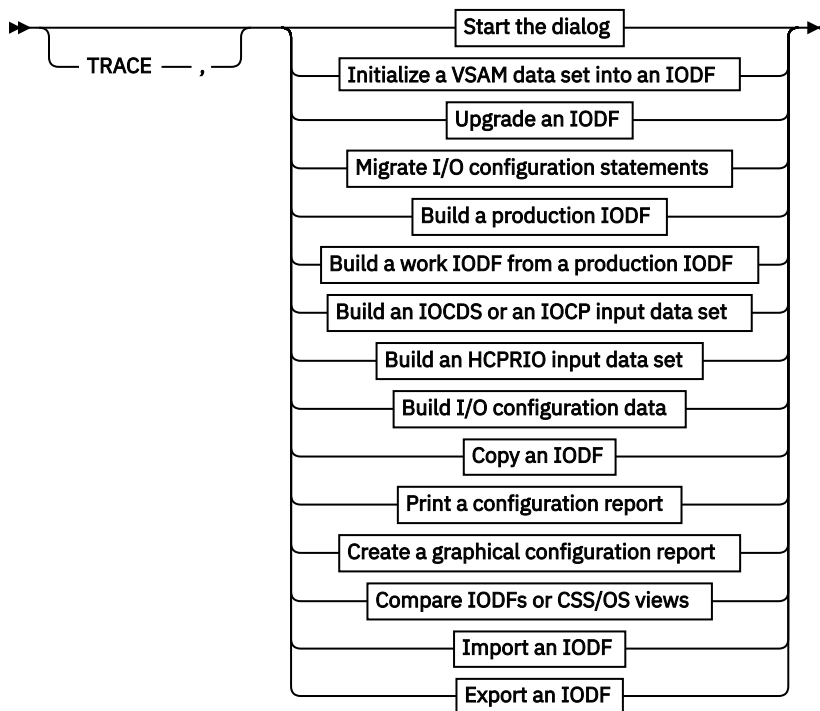 Start the dialog
TRACE ,
Initialize a VSAM data set into an IODF
Upgrade an IODF
Migrate I/O configuration statements
Build a production IODF
Build a work IODF from a production IODF
Build an IOCDS or an IOCP input data set
Build an HCPRIO input data set
Build I/O configuration data
Copy an IODF
Print a configuration report
Create a graphical configuration report
Compare IODFs or CSS/OS views
Import an IODF
Export an IODF